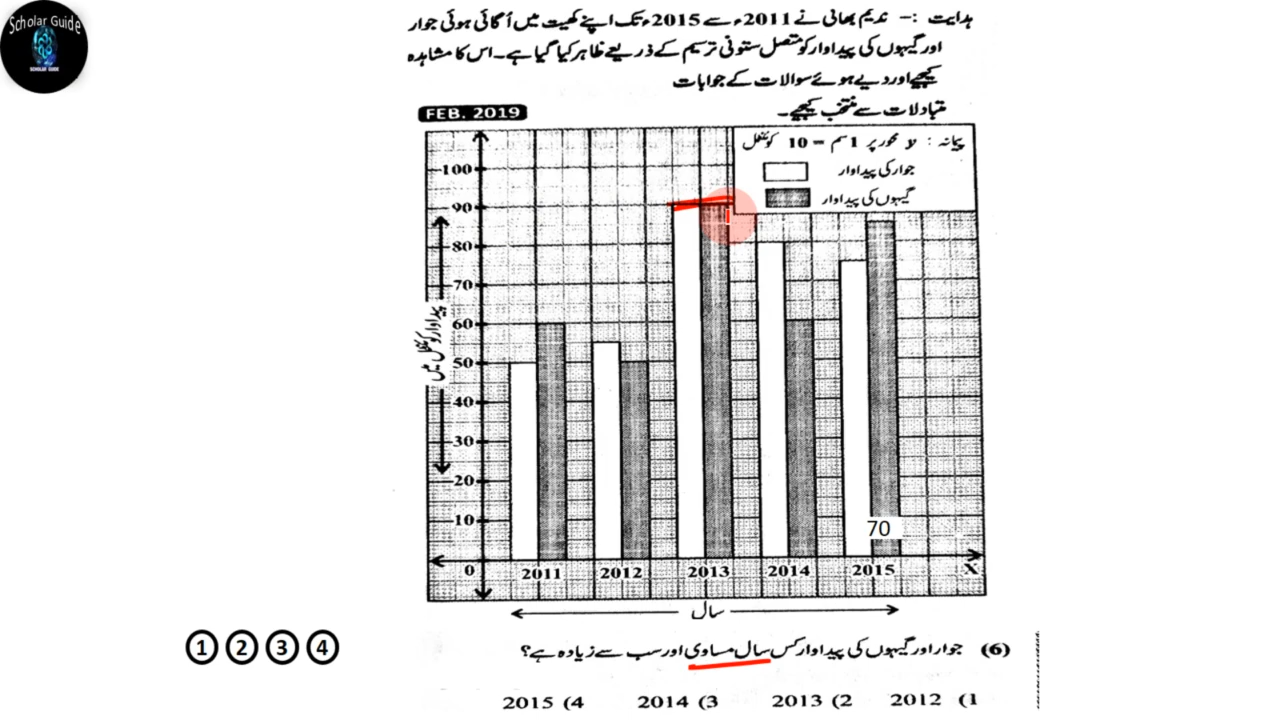 Scholar Guide
SCHOLAR GUIDE
ہدایت :– ندیم بھائی نے 2011ء سے 2015ء تک اپنے کھیت میں اُگائی ہوئی جوار
اور گیہوں کی پیداوار کو متصل ستونی ترسیم کے ذریعے ظاہر کیا گیا ہے۔ اس کا مشاہدہ
کیجیے اور دیے ہوئے سوالات کے جوابات
متبادلات سے منتخب کیجیے۔
FEB. 2019
پیمانہ : y محور پر 1 سم = 10 کوئنٹل
جوار کی پیداوار
گیہوں کی پیداوار
100
90
80
70
60
50
40
30
20
10
0
پیداوار کوئنٹل میں
70
2011 2012 2013 2014 2015 X
سال
(6) جوار اور گیہوں کی پیداوار کس سال مساوی اور سب سے زیادہ ہے؟
1) 2012 2) 2013 3) 2014 4) 2015
1 2 3 4